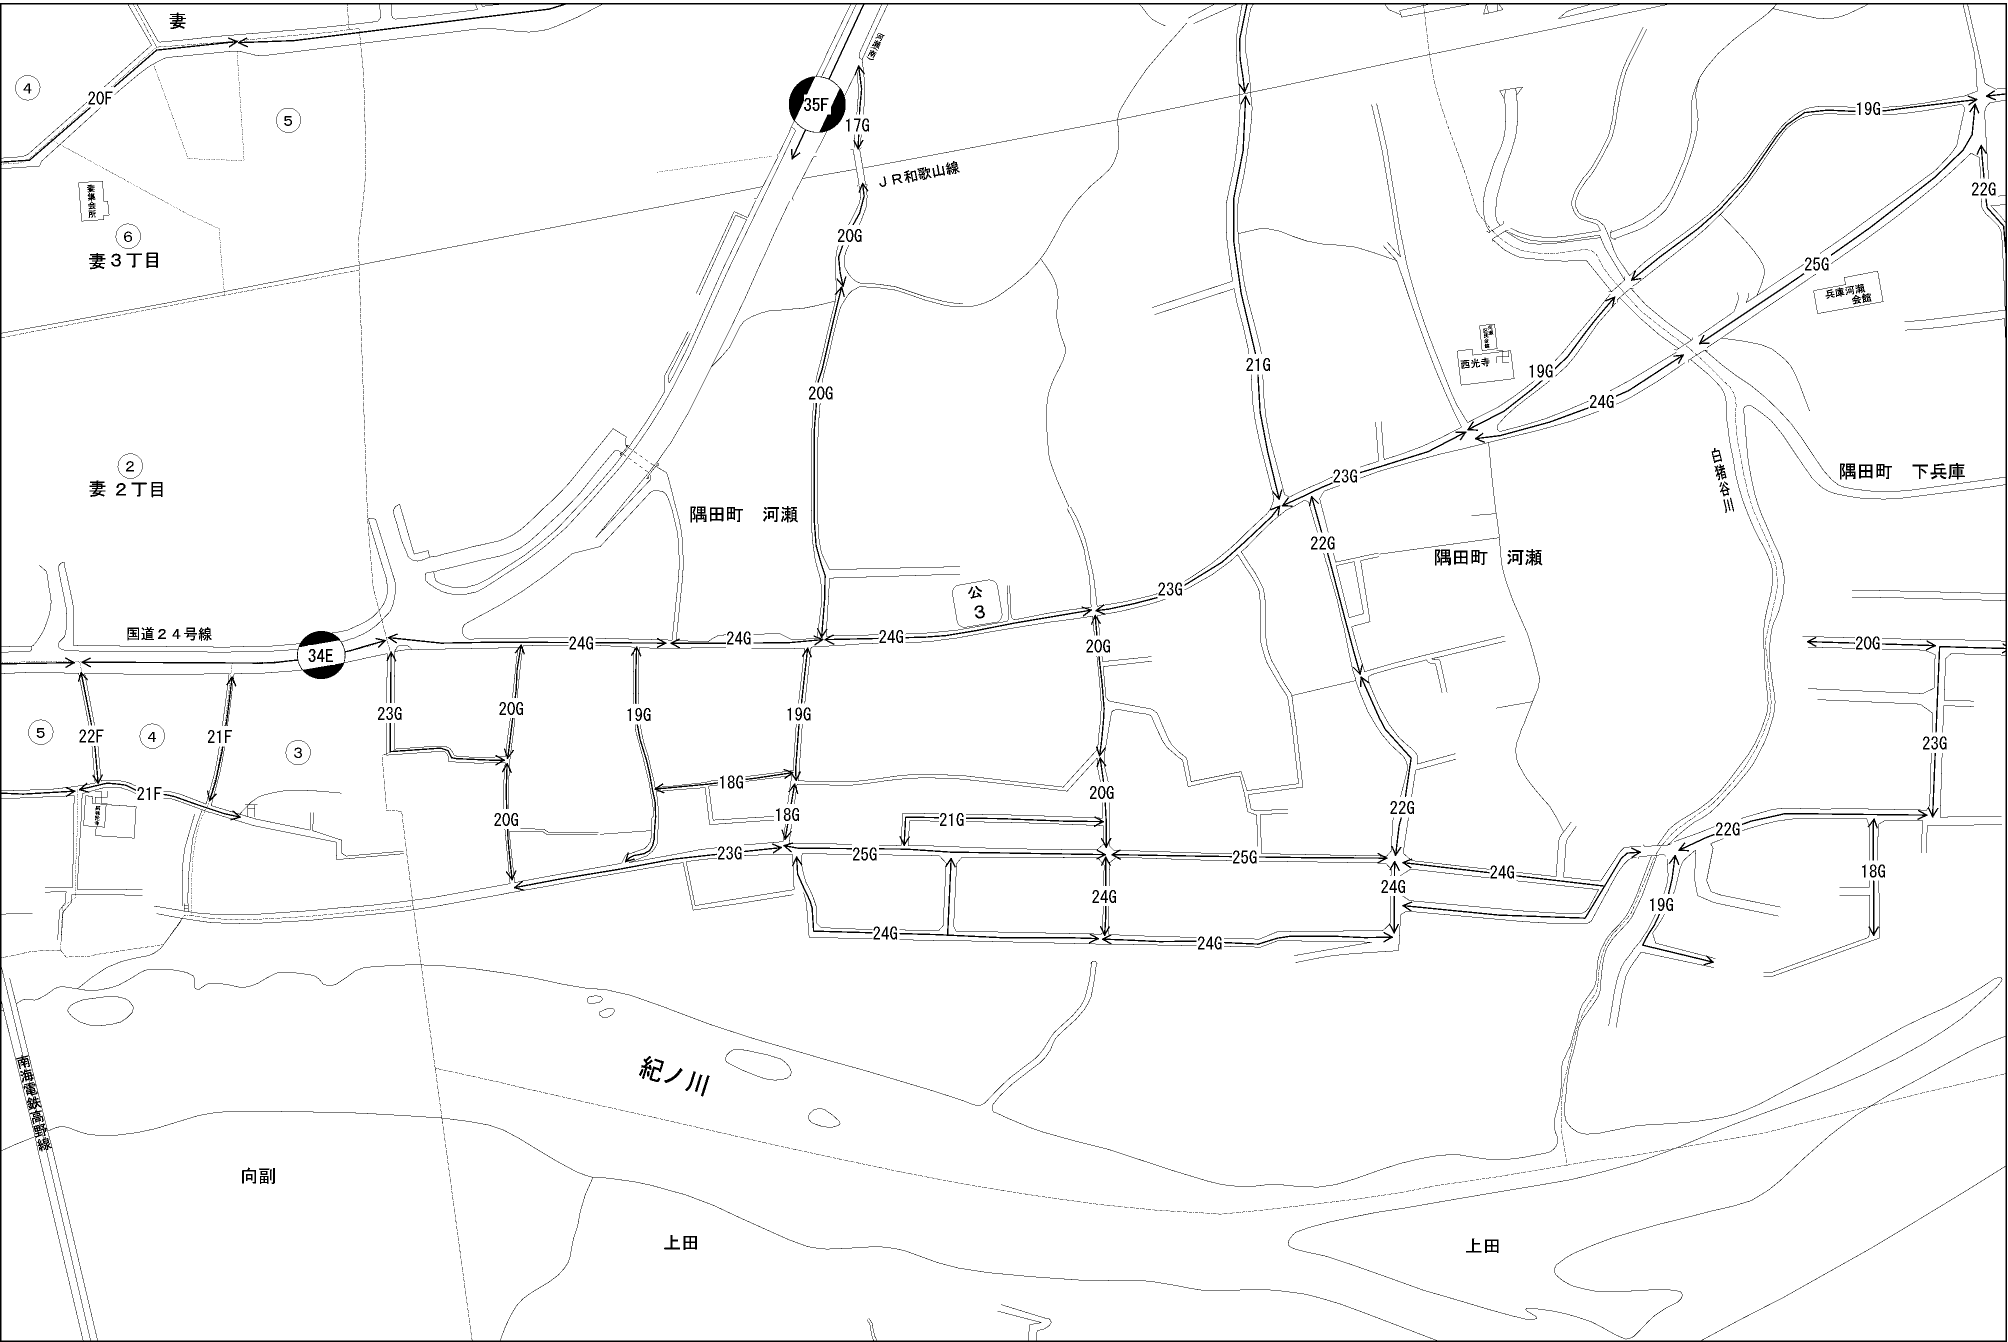 妻
河瀬南
④
20F
35F
19G
⑤
17G
JR和歌山線
22G
妻集会所
⑥
20G
妻3丁目
25G
兵庫河瀬
会館
西光寺
21G
19G
20G
24G
②
妻 2丁目
23G
白猪谷川
隅田町 下兵庫
隅田町 河瀬
22G
隅田町 河瀬
公
3
23G
国道24号線
34E
24G
24G
24G
20G
20G
⑤
22F
④
21F
③
23G
20G
19G
19G
23G
18G
21F
20G
20G
18G
21G
22G
22G
23G
25G
25G
24G
18G
24G
24G
19G
24G
24G
南海電鉄高野線
紀ノ川
向副
上田
上田